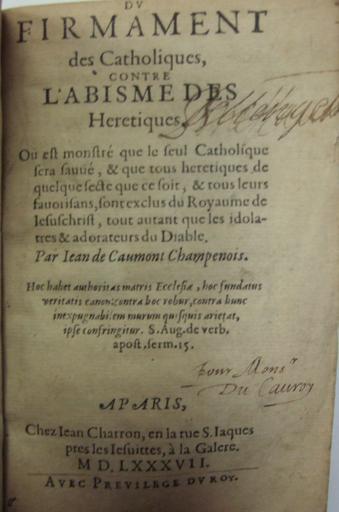 DV
FIRMAMENT
des Catholiques,
CONTRE
L'ABISME DES
Heretiques,
Ou est monstré que le seul Catholique
sera sauué, & que tous heretiques de
quelque secte que ce soit, & tous leurs
fauorisans, sont exclus du Royaume de
Iesuschrist, tout autant que les idola-
tres & adorateurs du Diable.
Par Iean de Caumont Champenois.
Hoc habet authoritas matris Ecclesiæ, hoc fundatus
veritatis canon: contra hoc robur, contra hunc
inexpugnabilem murum quisquis arietat,
ipse confringitur. S. Aug. de verb.
apost. serm. 15.
Pour Monsr
Du Cauroy
A PARIS,
Chez Iean Charron, en la rue S. Iaques
pres les Iesuittes, à la Galere.
M D. LXXXVII.
AVEC PREVILEGE DV ROY.